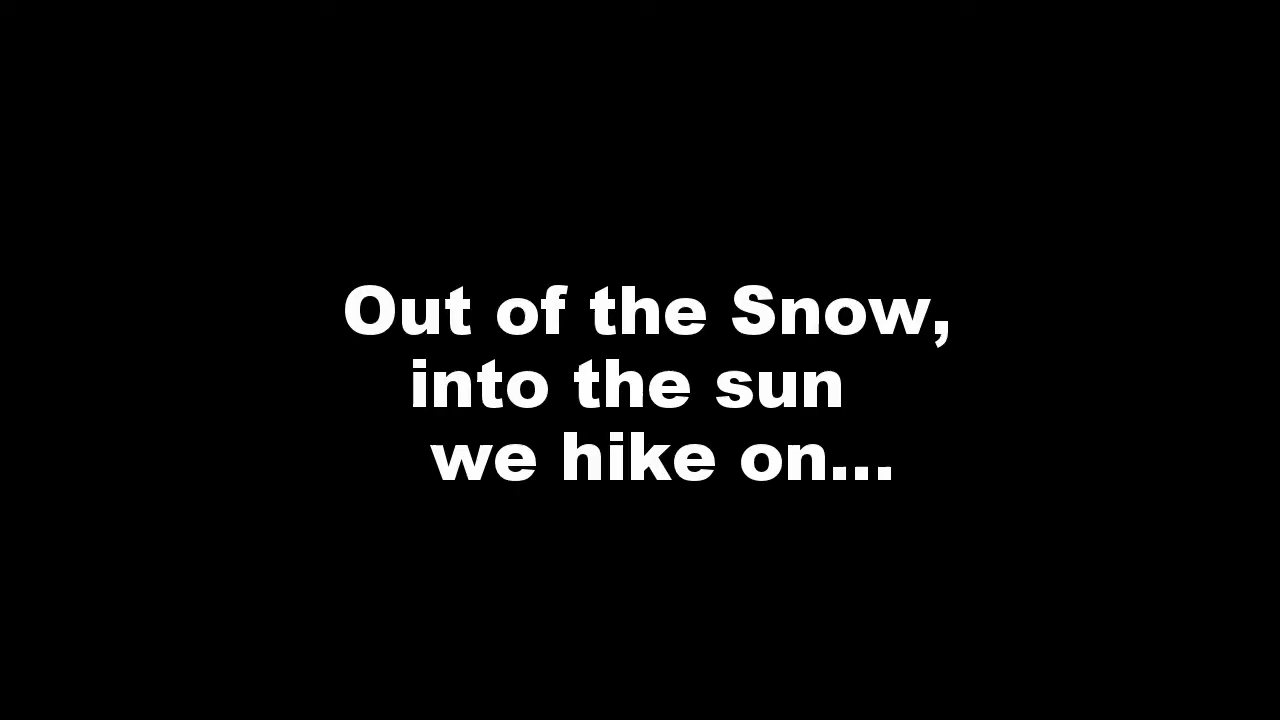 Out of the Snow,
into the sun
we hike on...